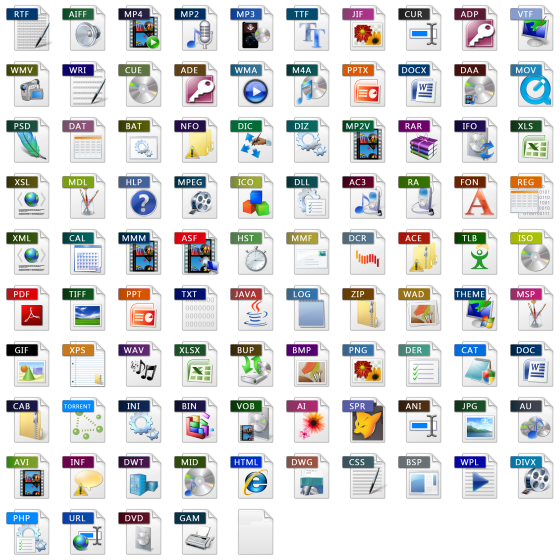 RTF AIFF MP4 MP2 MP3 TTF JIF CUR ADP VTF
WMV WRI CUE ADE WMA M4A PPTX DOCX DAA MOV
PSD DAT BAT NFO DIC DIZ MP2V RAR IFO XLS
XSL MDL HLP MPEG ICO DLL AC3 RA FON REG
XML CAL MMM ASF HST MMF DCR ACE TLB ISO
PDF TIFF PPT TXT JAVA LOG ZIP WAD THEME MSP
GIF XPS WAV XLSX BUP BMP PNG DER CAT DOC
CAB TORRENT INI BIN VOB AI SPR ANI JPG AU
AVI INF DWT MID HTML DWG CSS BSP WPL DIVX
PHP URL DVD GAM